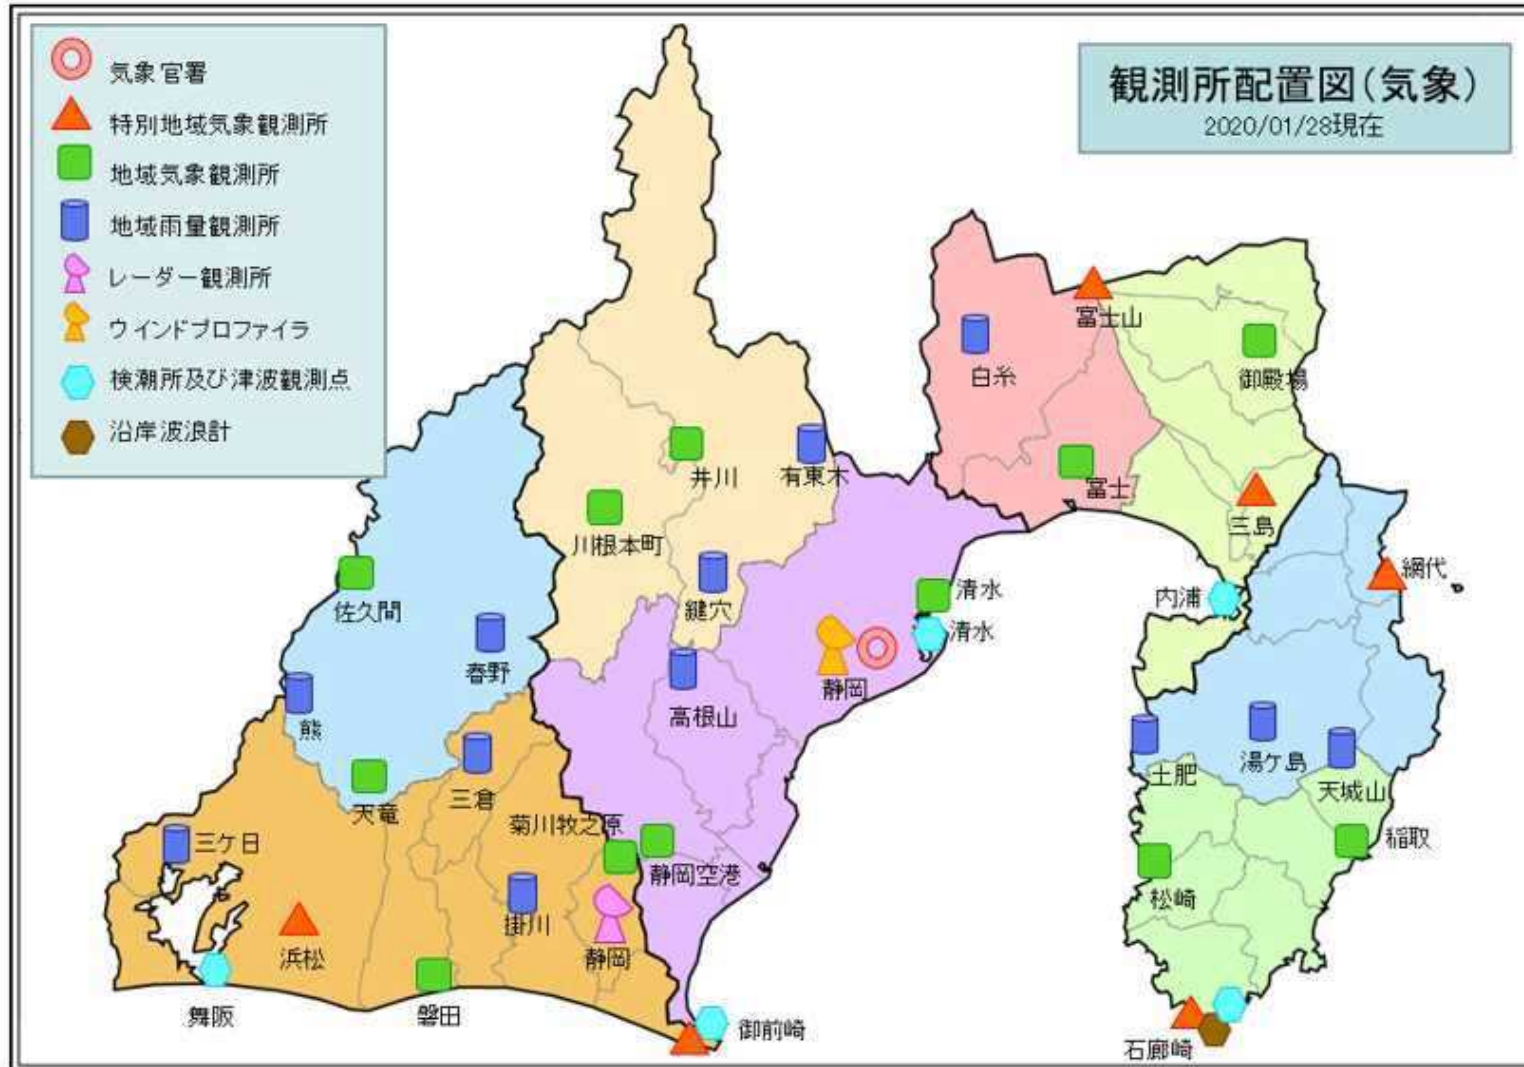 気象官署
特別地域気象観測所
地域気象観測所
地域雨量観測所
レーダー観測所
ウインドプロファイラ
検潮所及び津波観測点
沿岸波浪計
観測所配置図(気象)
2020/01/28現在
富士山
白糸
御殿場
井川
有東木
富士
三島
川根本町
網代
佐久間
鍵穴
清水
内浦
清水
春野
静岡
熊
高根山
土肥
湯ケ島
天城山
天竜
三倉
菊川牧之原
三ケ日
静岡空港
稲取
松崎
掛川
浜松
静岡
舞阪
磐田
御前崎
石廊崎